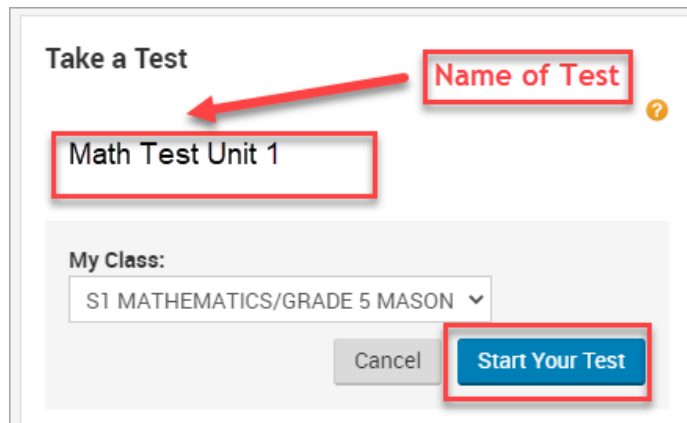 Take a Test
Name of Test
?
Math Test Unit 1
My Class:
S1 MATHEMATICS/GRADE 5 MASON
Cancel
Start Your Test